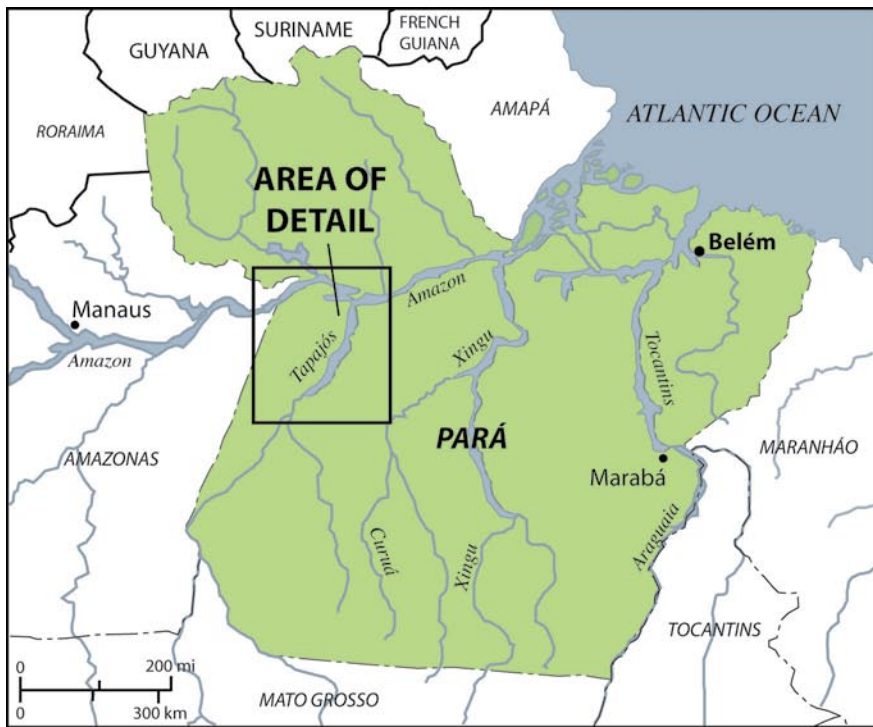 SURINAME
FRENCH
GUIANA
GUYANA
AMAPÁ
ATLANTIC OCEAN
RORAIMA
AREA OF
DETAIL
Belém
Amazon
Manaus
Tapajós
Xingu
Tocantins
Amazon
PARÁ
MARANHÁO
AMAZONAS
Marabá
Curuá
Xingu
Araguaia
TOCANTINS
0
200 mi
0
300 km
MATO GROSSO